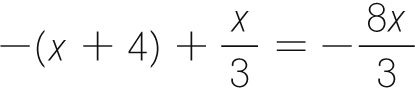 −(x + 4) + x/3 = −8x/3